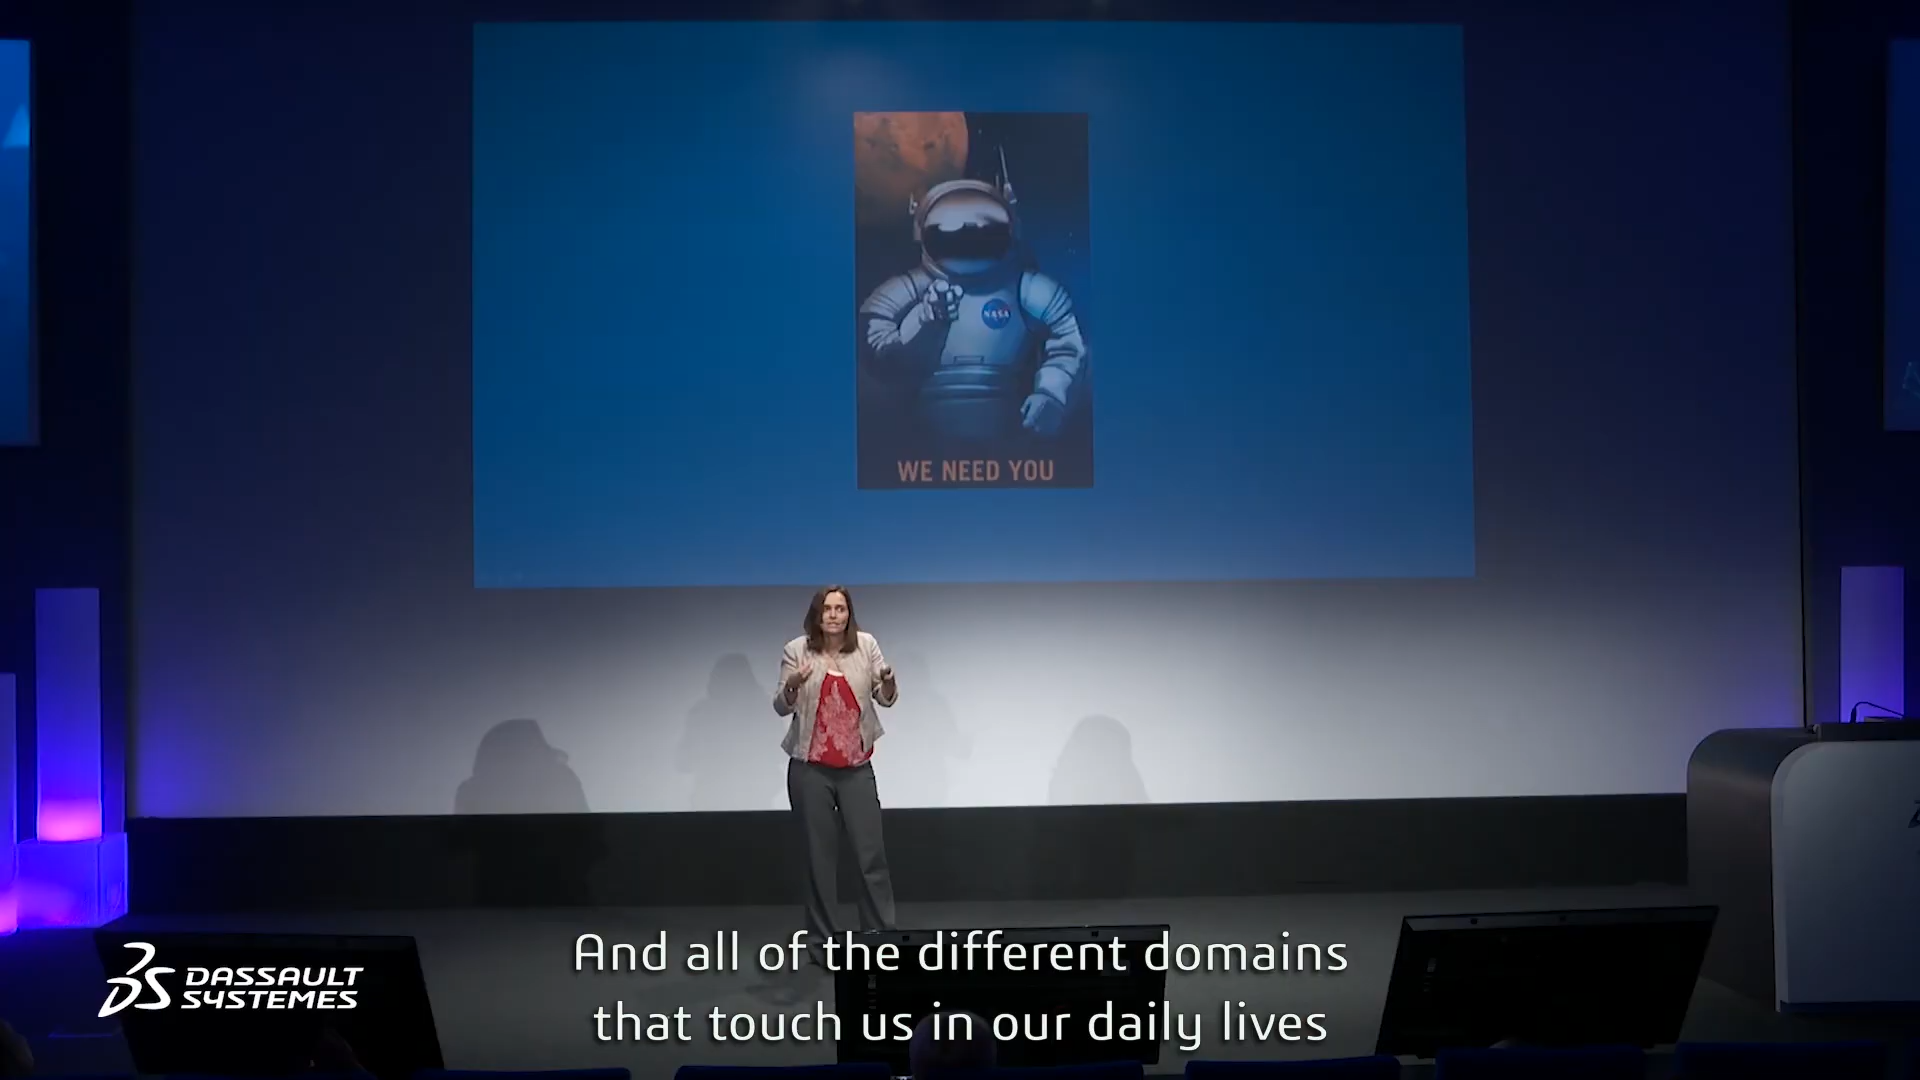 NASA
WE NEED YOU
And all of the different domains
that touch us in our daily lives
3DS DASSAULT
SYSTEMES